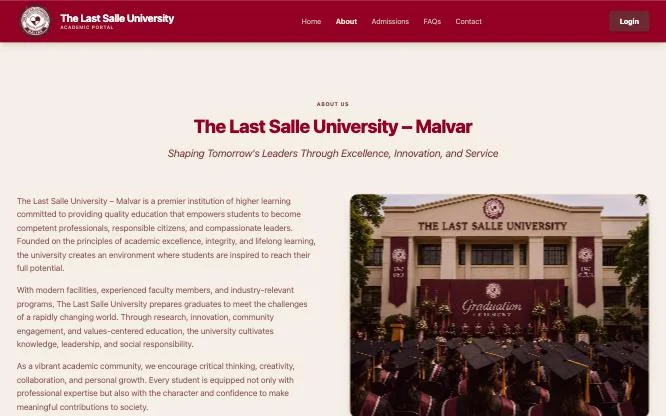 The Last Salle University
ACADEMIC PORTAL
Home
About
Admissions
FAQs
Contact
Login
ABOUT US
The Last Salle University – Malvar
Shaping Tomorrow's Leaders Through Excellence, Innovation, and Service
The Last Salle University – Malvar is a premier institution of higher learning
committed to providing quality education that empowers students to become
competent professionals, responsible citizens, and compassionate leaders.
Founded on the principles of academic excellence, integrity, and lifelong learning,
the university creates an environment where students are inspired to reach their
full potential.
With modern facilities, experienced faculty members, and industry-relevant
programs, The Last Salle University prepares graduates to meet the challenges
of a rapidly changing world. Through research, innovation, community
engagement, and values-centered education, the university cultivates
knowledge, leadership, and social responsibility.
As a vibrant academic community, we encourage critical thinking, creativity,
collaboration, and personal growth. Every student is equipped not only with
professional expertise but also with the character and confidence to make
meaningful contributions to society.
THE LAST SALLE UNIVERSITY
Graduation